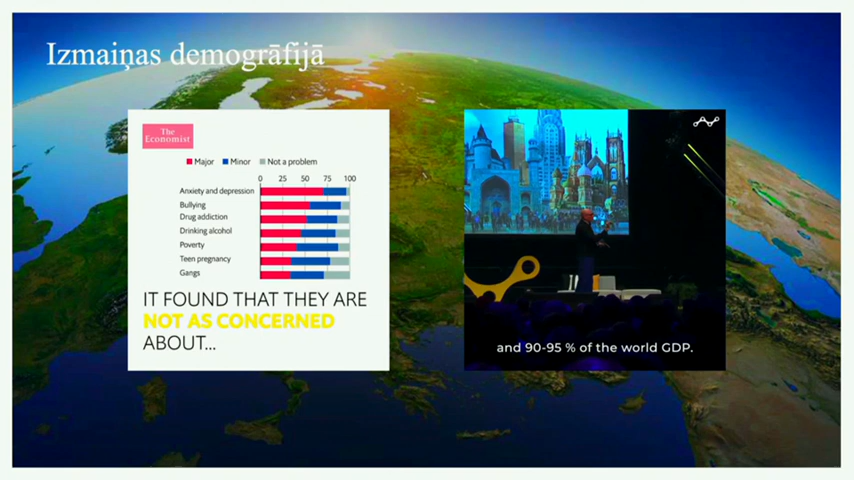 Izmaiņas demogrāfijā
The
Economist
Major Minor Not a problem
0 25 50 75 100
Anxiety and depression
Bullying
Drug addiction
Drinking alcohol
Poverty
Teen pregnancy
Gangs
IT FOUND THAT THEY ARE
NOT AS CONCERNED
ABOUT...
and 90-95 % of the world GDP.